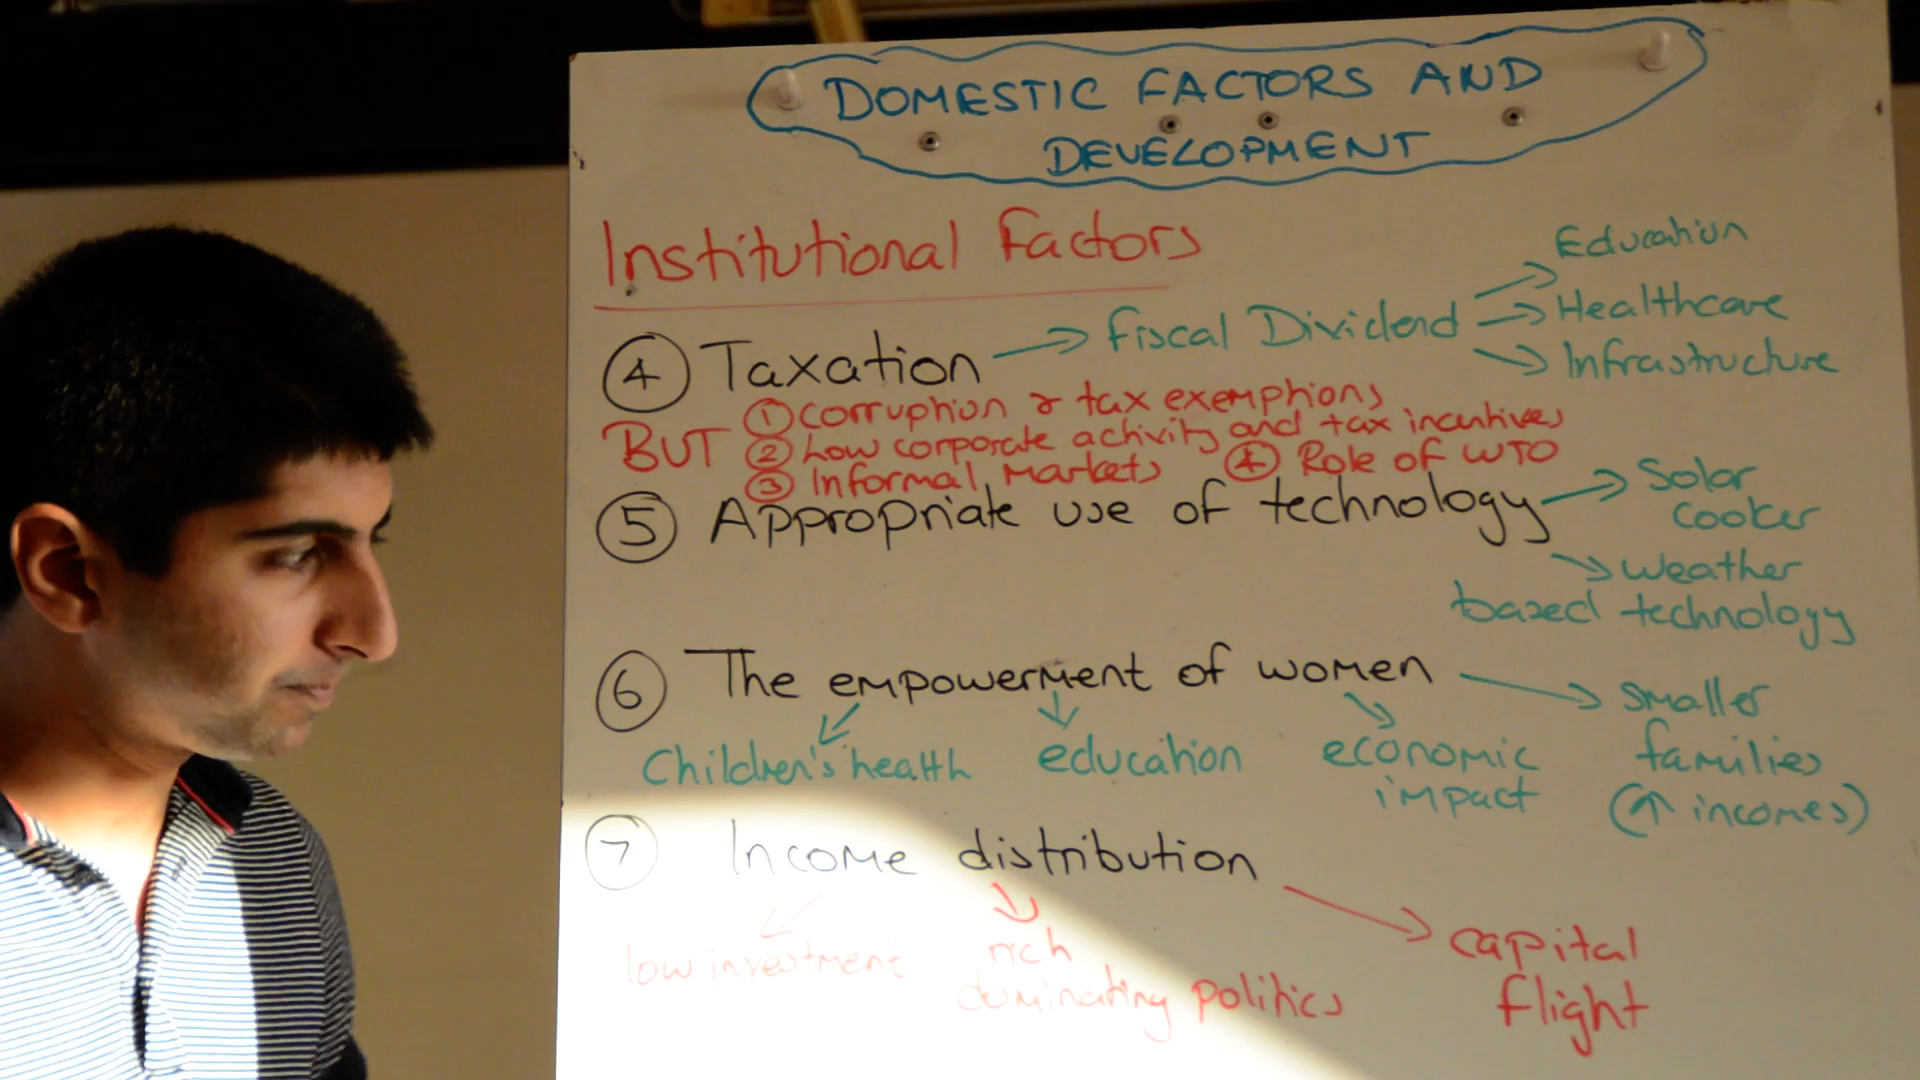 DOMESTIC FACTORS AND
DEVELOPMENT
Institutional Factors
④ Taxation → Fiscal Dividend → Education
→ Healthcare
→ Infrastructure
BUT ① Corruption & tax exemptions
② Low corporate activity and tax incentives
③ Informal Markets ④ Role of WTO
⑤ Appropriate use of technology → Solar
cooker
→ weather
based technology
⑥ The empowerment of women → smaller
families
(↑ incomes)
Children's health education economic
impact
⑦ Income distribution
low investment rich
dominating politics
capital
flight